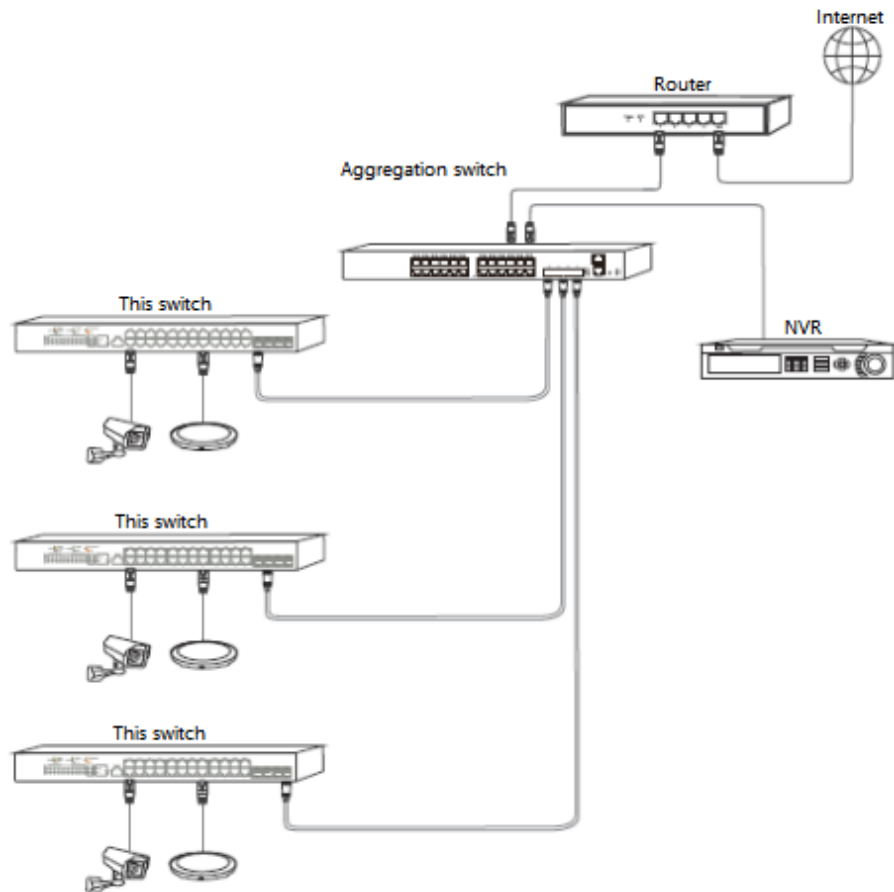 Internet
Router
Aggregation switch
This switch
NVR
This switch
This switch